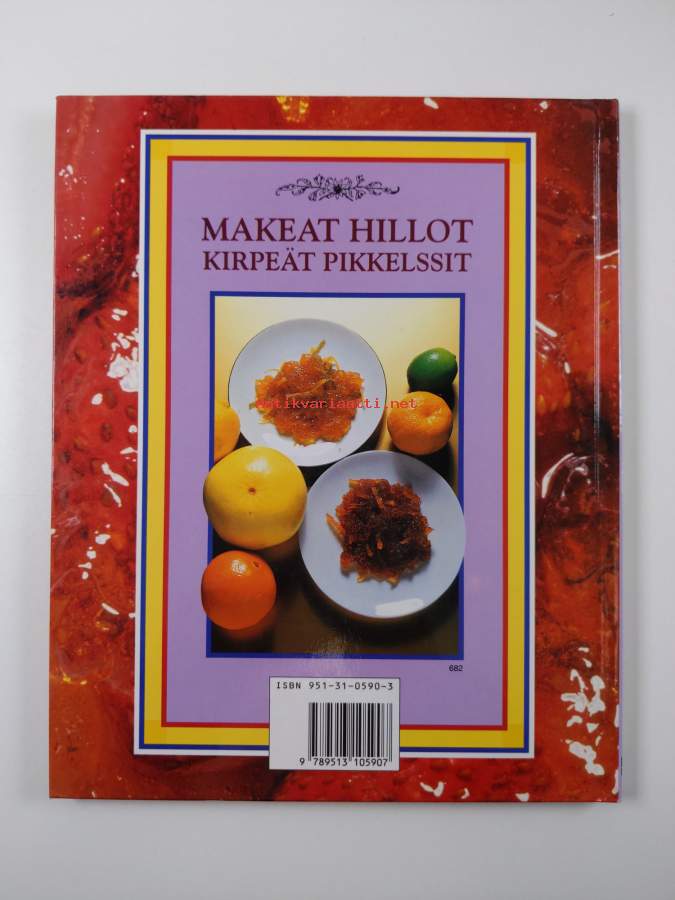 MAKEAT HILLOT
KIRPEÄT PIKKELSSIT
antikvariaatti.net
682
ISBN 951-31-0590-3
9 789513 105907